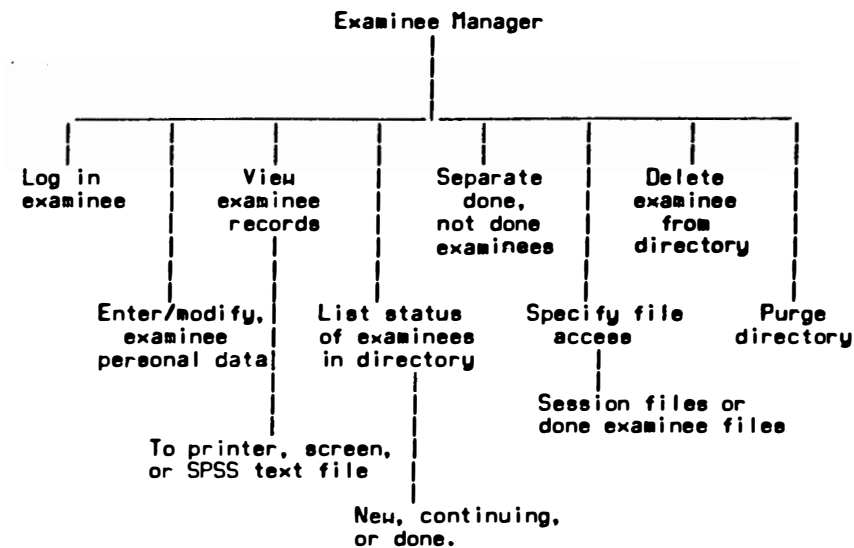 Examinee Manager
Log in
examinee
View
examinee
records
Separate
done,
not done
examinees
Delete
examinee
from
directory
Enter/modify,
examinee
personal data
List status
of examinees
in directory
Specify file
access
Purge
directory
Session files or
done examinee files
To printer, screen,
or SPSS text file
New, continuing,
or done.